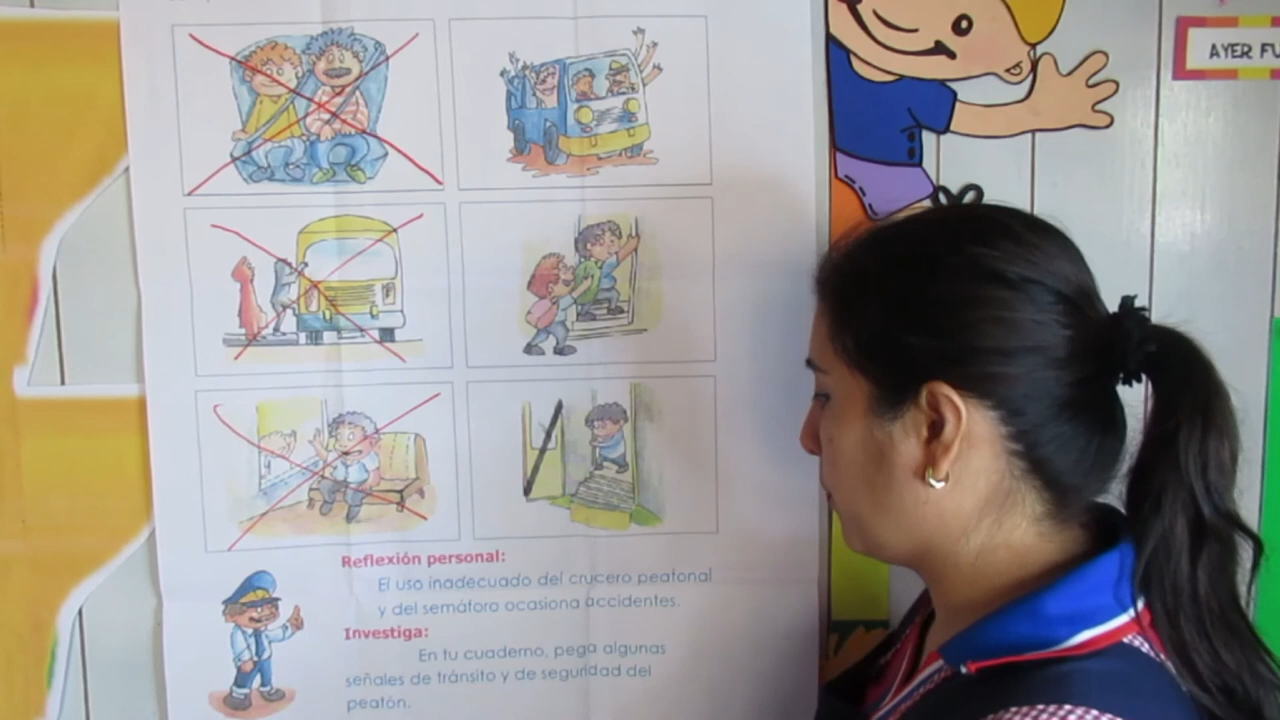 AYER FU
Reflexión personal:
El uso inadecuado del crucero peatonal
y del semáforo ocasiona accidentes.
Investiga:
En tu cuaderno, pega algunas
señales de tránsito y de seguridad del
peatón.